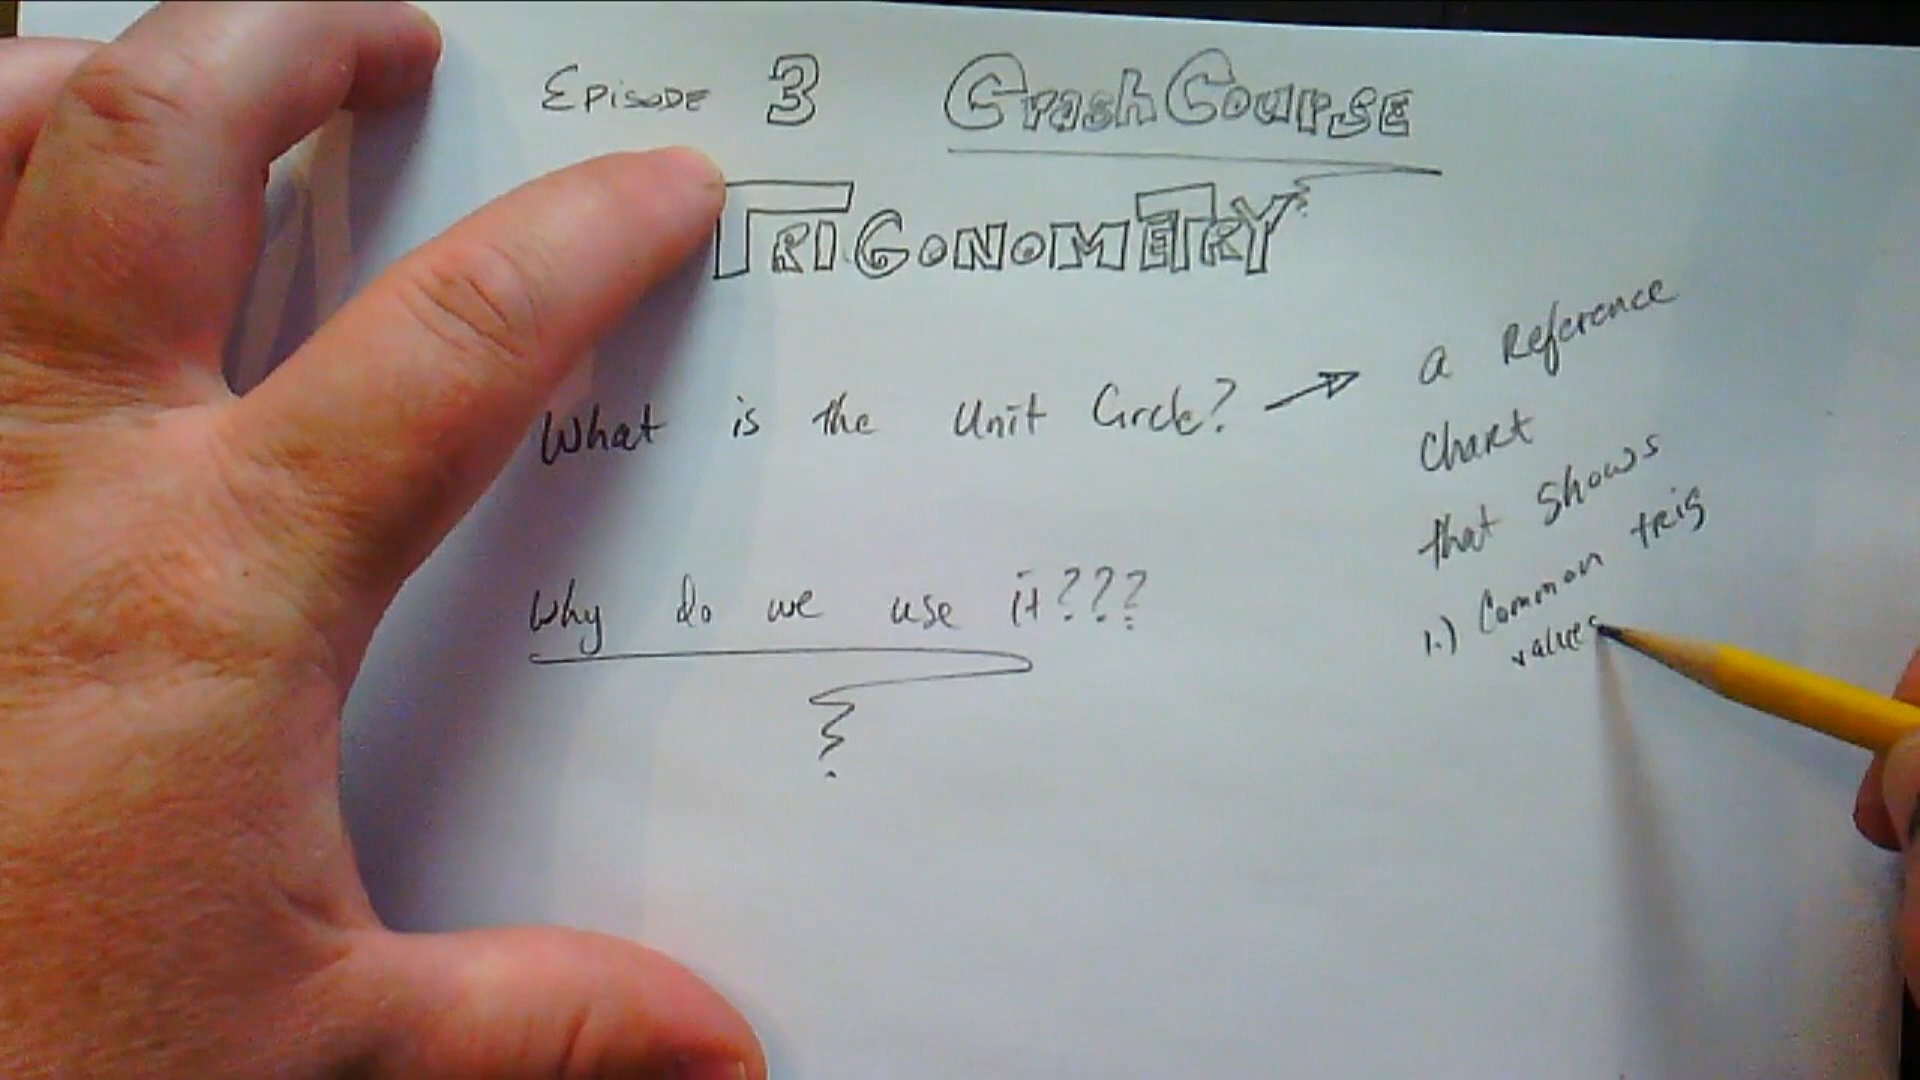 Episode 3 CrashCourse
TRIGONOMETRY
What is the Unit Circle? → a Reference
Chart
that shows
1.) Common trig
values
Why do we use it???